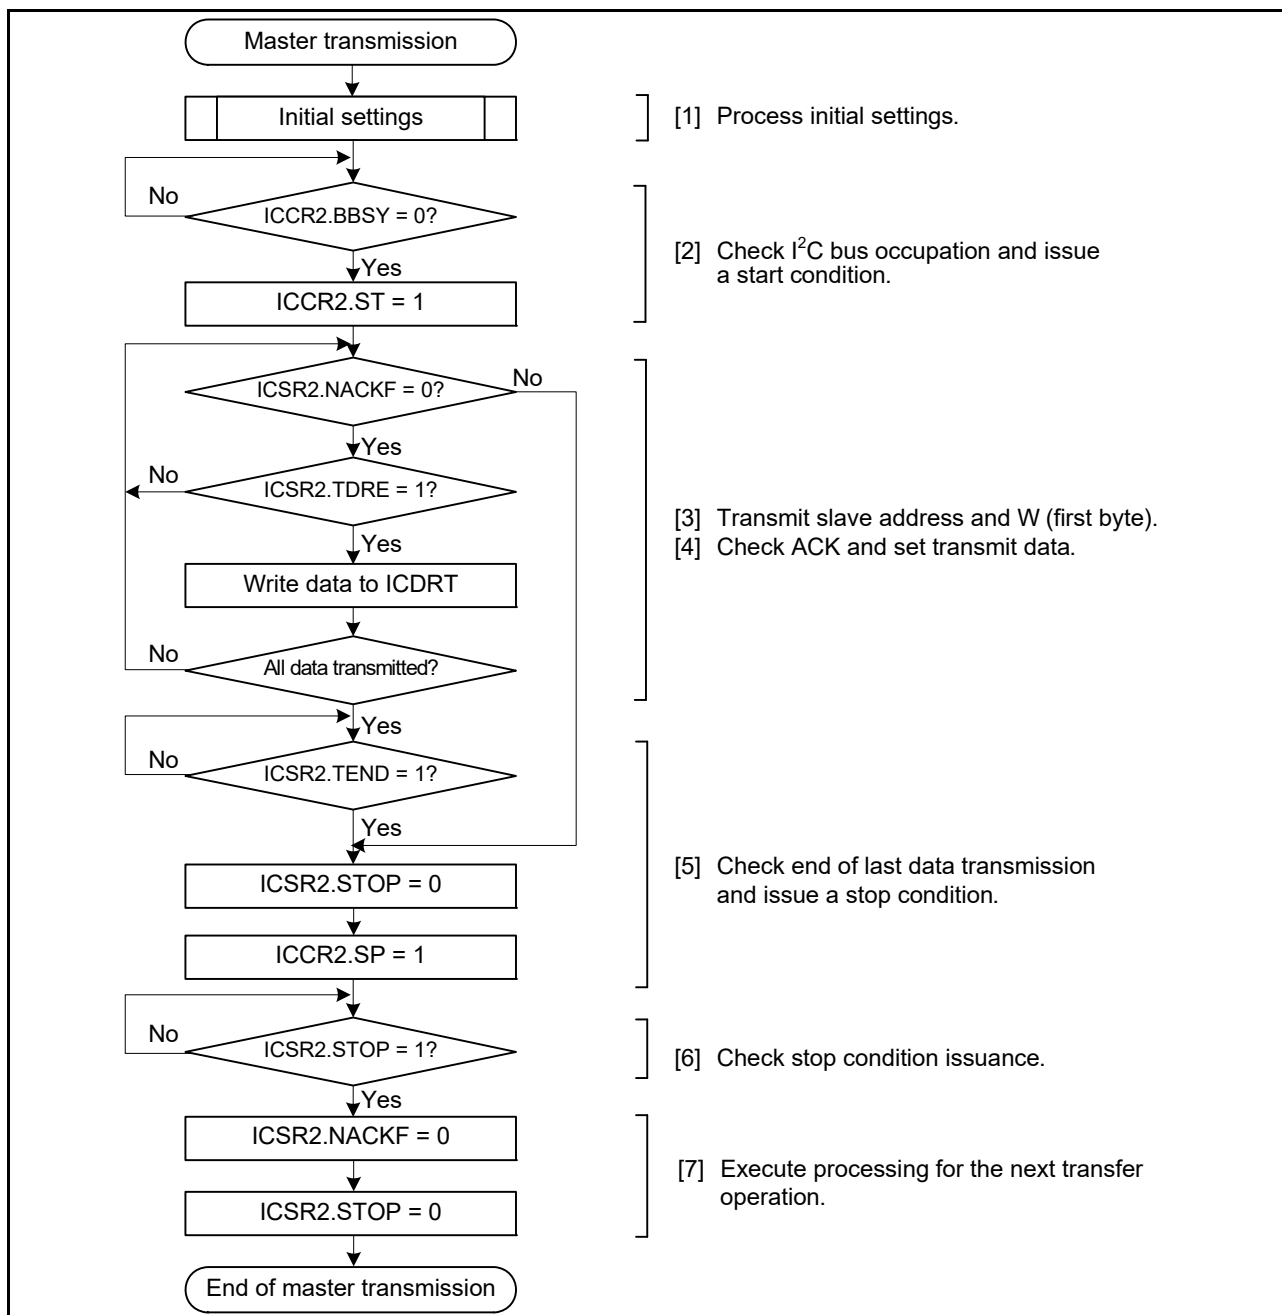 Master transmission
Initial settings
[1] Process initial settings.
No
ICCR2.BBSY = 0?
Yes
[2] Check I²C bus occupation and issue
a start condition.
ICCR2.ST = 1
ICSR2.NACKF = 0?
No
Yes
No
ICSR2.TDRE = 1?
Yes
[3] Transmit slave address and W (first byte).
[4] Check ACK and set transmit data.
Write data to ICDRT
No
All data transmitted?
Yes
No
ICSR2.TEND = 1?
Yes
[5] Check end of last data transmission
and issue a stop condition.
ICSR2.STOP = 0
ICCR2.SP = 1
No
ICSR2.STOP = 1?
[6] Check stop condition issuance.
Yes
ICSR2.NACKF = 0
[7] Execute processing for the next transfer
operation.
ICSR2.STOP = 0
End of master transmission